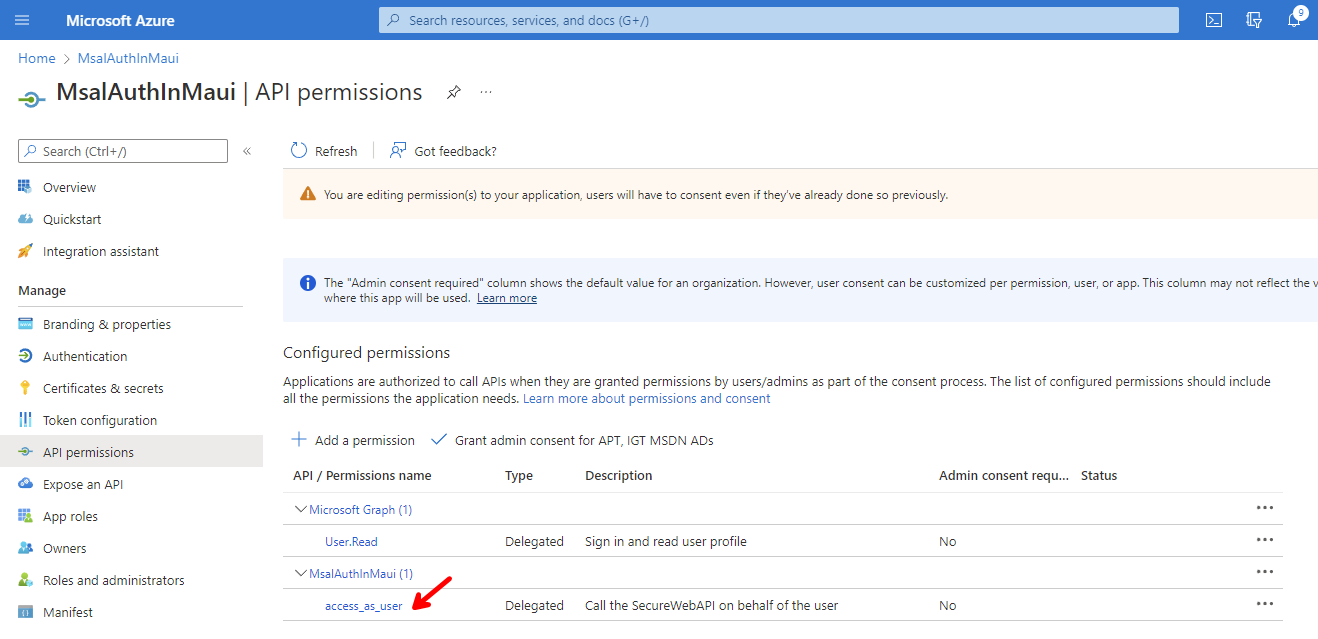 Microsoft Azure
Search resources, services, and docs (G+/)
9
Home > MsalAuthInMaui
MsalAuthInMaui | API permissions
Search (Ctrl+/)
«
Refresh
Got feedback?
Overview
Quickstart
Integration assistant
Manage
Branding & properties
Authentication
Certificates & secrets
Token configuration
API permissions
Expose an API
App roles
Owners
Roles and administrators
Manifest
You are editing permission(s) to your application, users will have to consent even if they've already done so previously.
The "Admin consent required" column shows the default value for an organization. However, user consent can be customized per permission, user, or app. This column may not reflect the v
where this app will be used. Learn more
Configured permissions
Applications are authorized to call APIs when they are granted permissions by users/admins as part of the consent process. The list of configured permissions should include
all the permissions the application needs. Learn more about permissions and consent
Add a permission
Grant admin consent for APT, IGT MSDN ADs
API / Permissions name Type Description Admin consent requ... Status
Microsoft Graph (1)
User.Read Delegated Sign in and read user profile No
MsalAuthInMaui (1)
access_as_user Delegated Call the SecureWebAPI on behalf of the user No